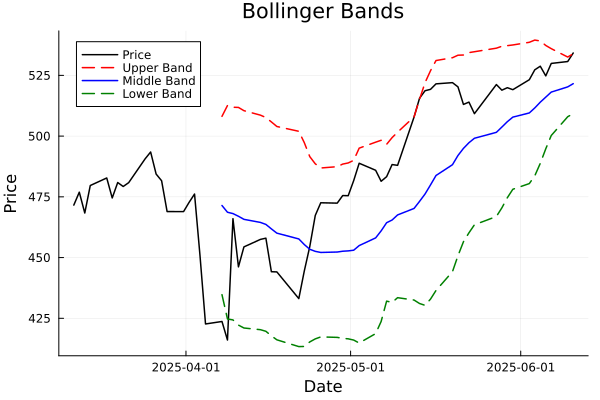 Bollinger Bands
Price
Upper Band
Middle Band
Lower Band
525
500
475
450
425
Price
2025-04-01
2025-05-01
2025-06-01
Date